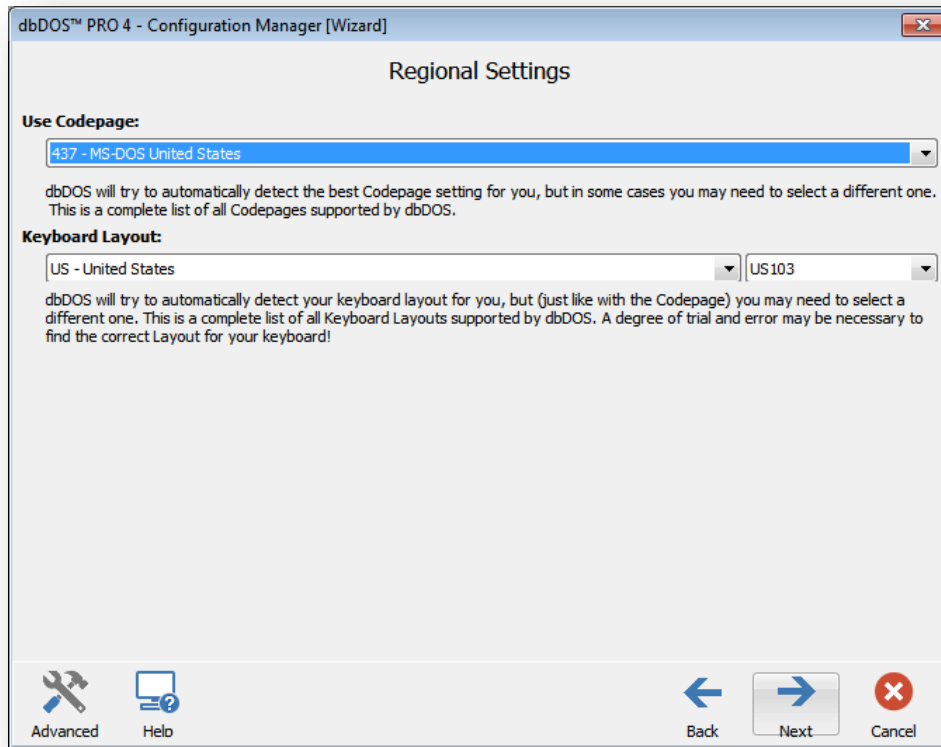 dbDOS™ PRO 4 - Configuration Manager [Wizard]
Regional Settings
Use Codepage:
437 - MS-DOS United States
dbDOS will try to automatically detect the best Codepage setting for you, but in some cases you may need to select a different one.
This is a complete list of all Codepages supported by dbDOS.
Keyboard Layout:
US - United States US103
dbDOS will try to automatically detect your keyboard layout for you, but (just like with the Codepage) you may need to select a
different one. This is a complete list of all Keyboard Layouts supported by dbDOS. A degree of trial and error may be necessary to
find the correct Layout for your keyboard!
Advanced Help Back Next Cancel